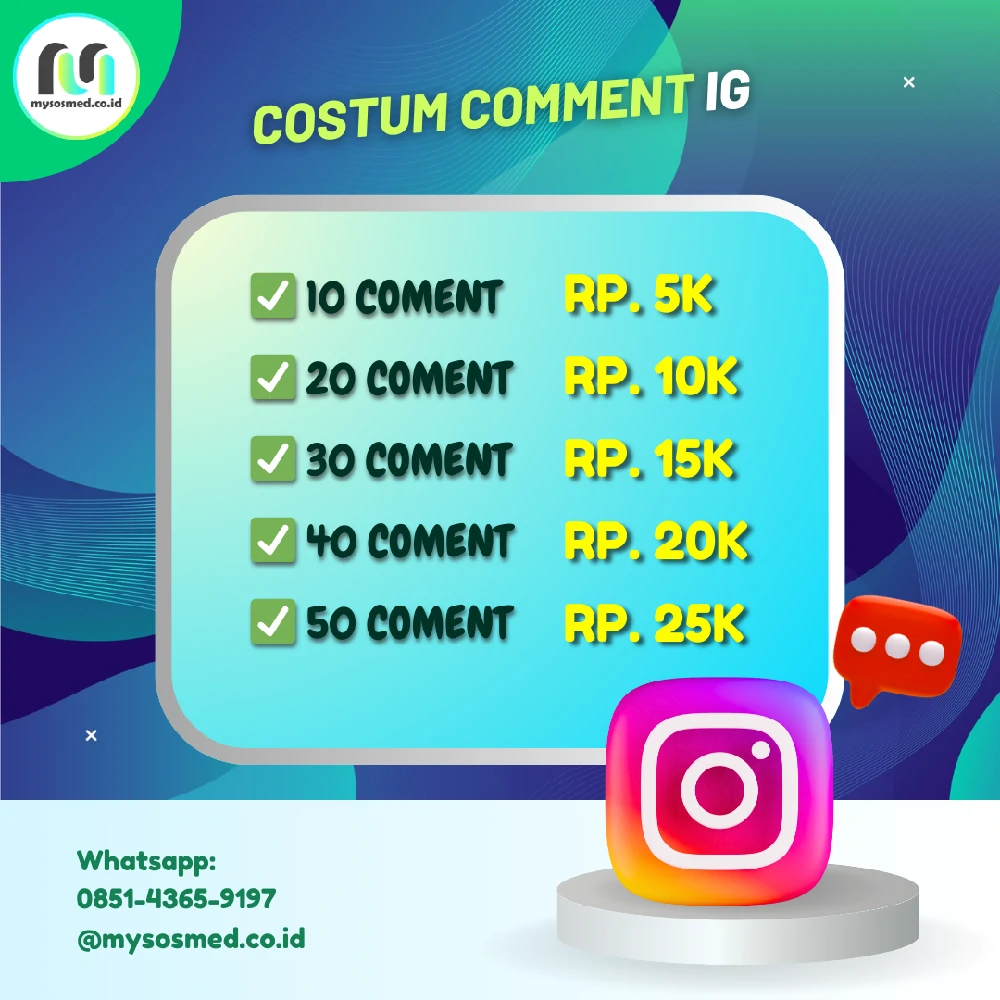 mysosmed.co.id
COSTUM COMMENT IG
10 COMENT RP. 5K
20 COMENT RP. 10K
30 COMENT RP. 15K
40 COMENT RP. 20K
50 COMENT RP. 25K
Whatsapp:
0851-4365-9197
@mysosmed.co.id